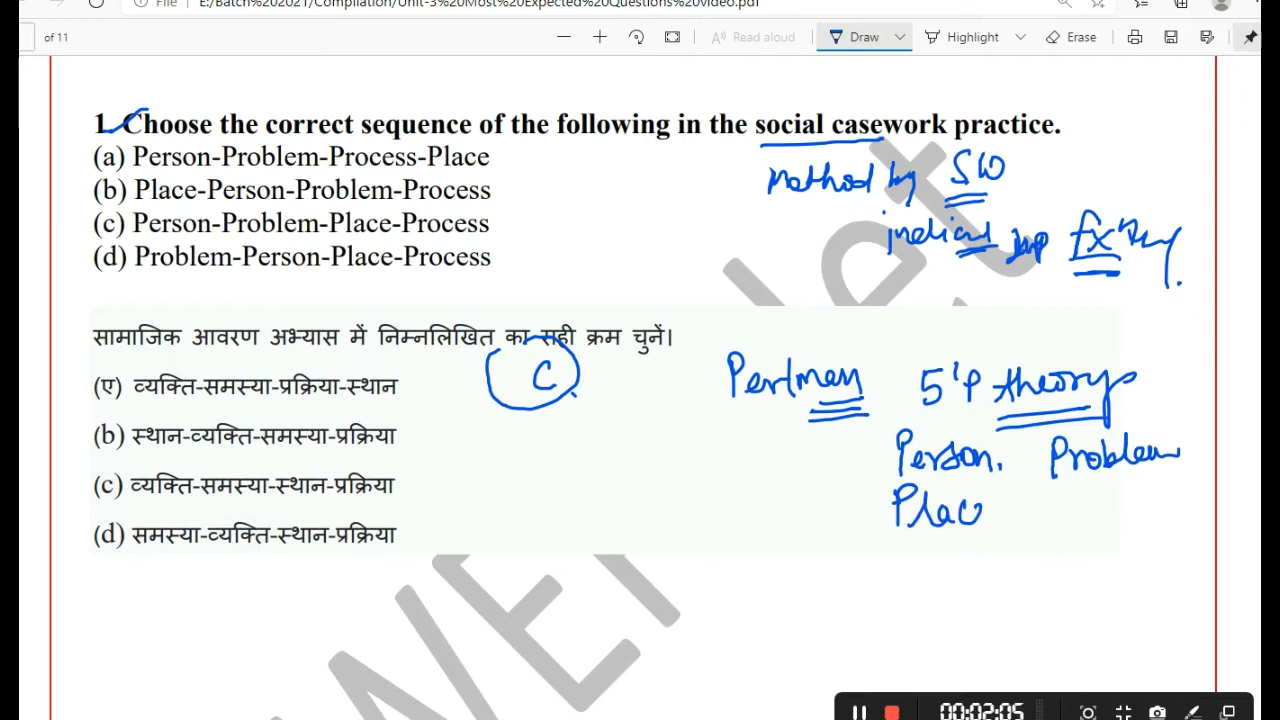 File E:/Batch%202021/Compilation/Unit-3%20Most%20Expected%20Questions%20Video.pdf
of 11
Read aloud
Draw
Highlight
Erase
1. Choose the correct sequence of the following in the social casework practice.
(a) Person-Problem-Process-Place
(b) Place-Person-Problem-Process
(c) Person-Problem-Place-Process
(d) Problem-Person-Place-Process
Method by SW
सामाजिक आवरण अभ्यास में निम्नलिखित का सही क्रम चुनें।
(ए) व्यक्ति-समस्या-प्रक्रिया-स्थान
(b) स्थान-व्यक्ति-समस्या-प्रक्रिया
(c) व्यक्ति-समस्या-स्थान-प्रक्रिया
(d) समस्या-व्यक्ति-स्थान-प्रक्रिया
C
Perlmen 5'P theory
Person. Problem
Plac
00:02:05